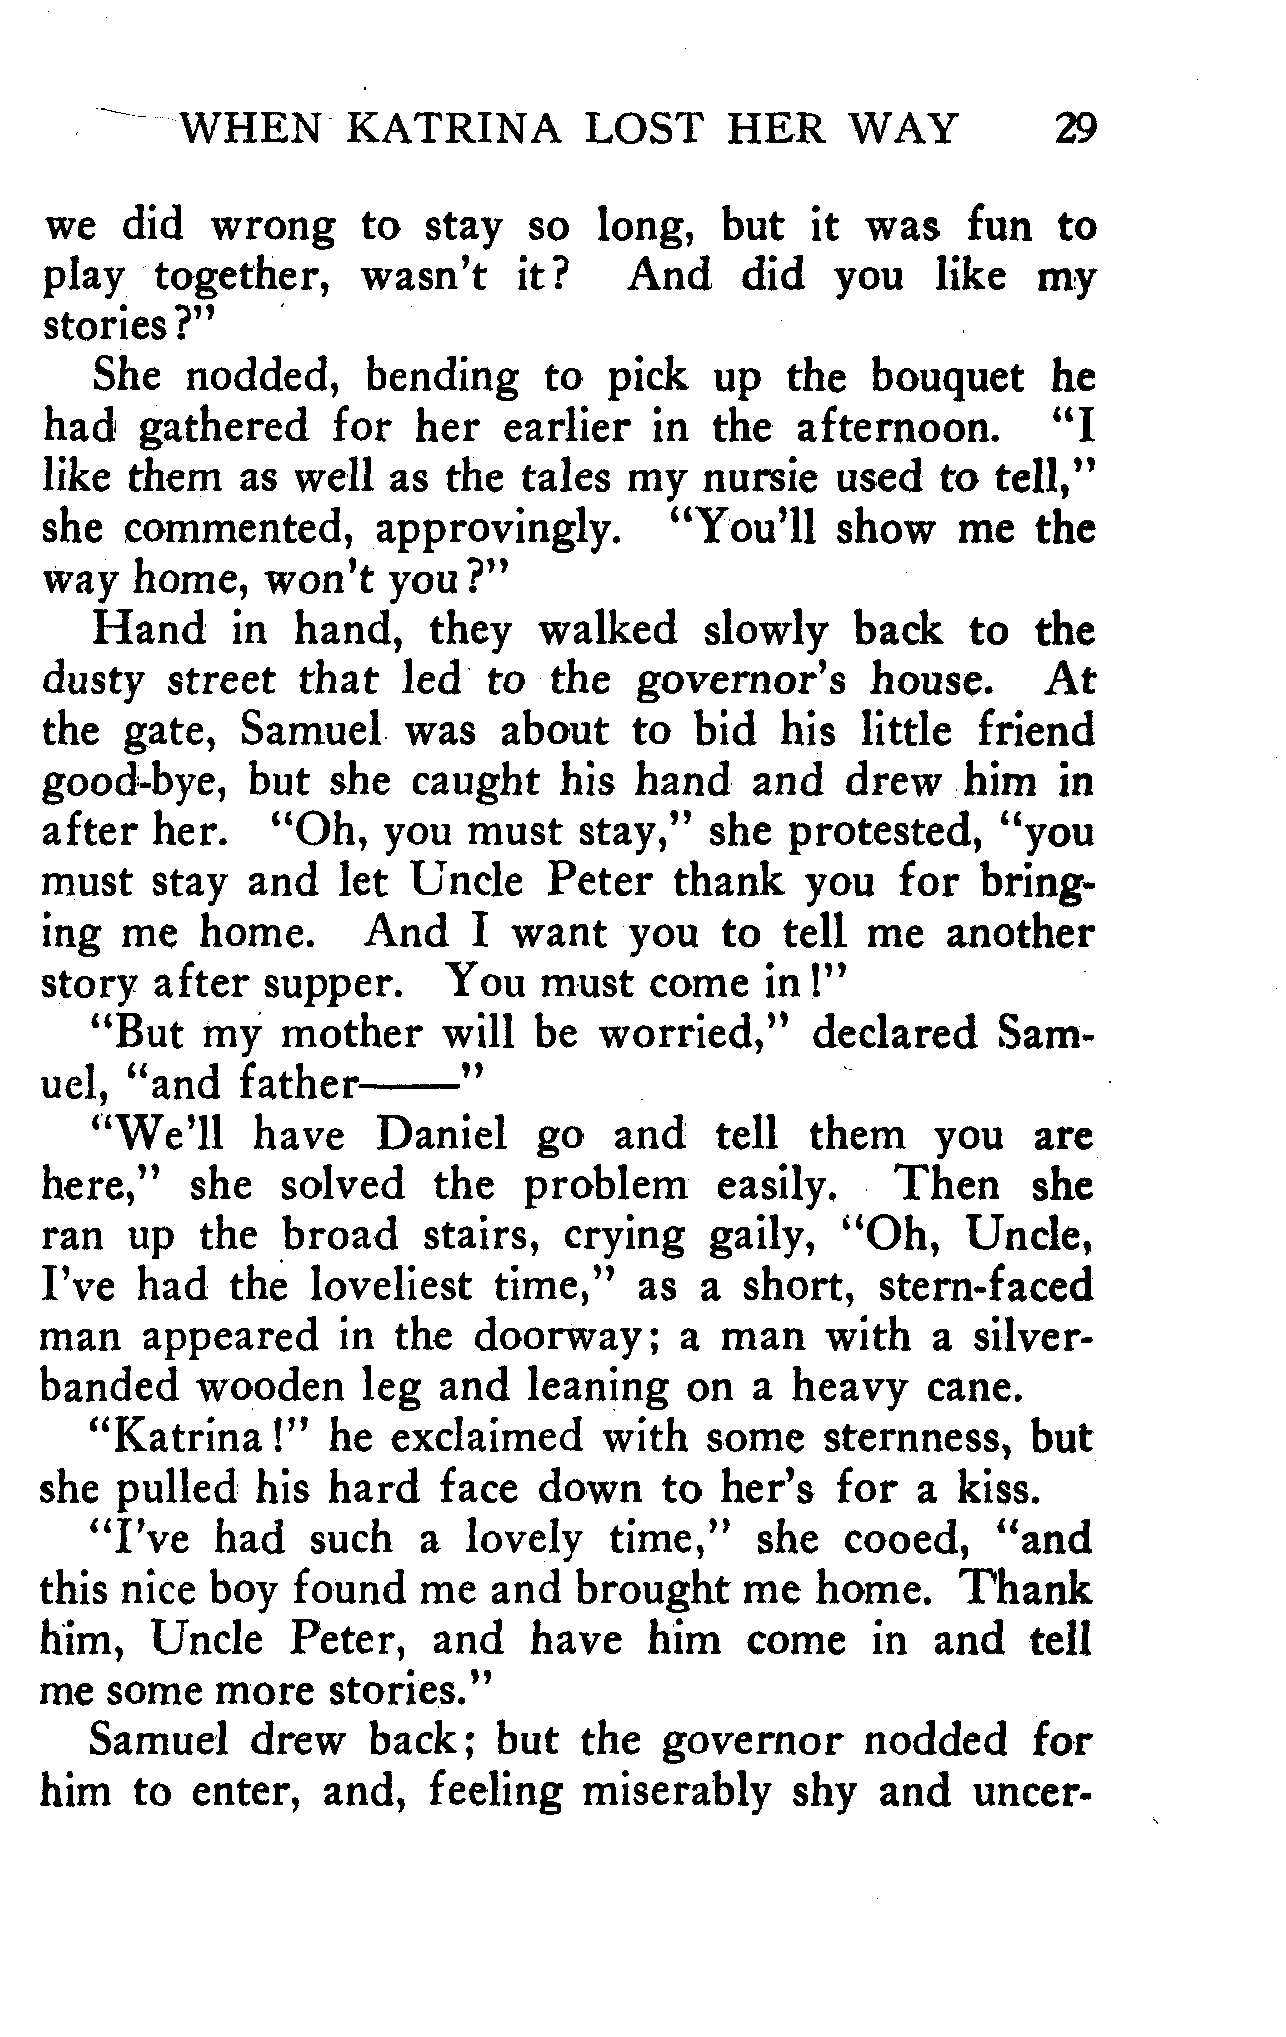 WHEN KATRINA LOST HER WAY 29
we did wrong to stay so long, but it was fun to
play together, wasn't it? And did you like my
stories?"
She nodded, bending to pick up the bouquet he
had gathered for her earlier in the afternoon. "I
like them as well as the tales my nursie used to tell,"
she commented, approvingly. "You'll show me the
way home, won't you?"
Hand in hand, they walked slowly back to the
dusty street that led to the governor's house. At
the gate, Samuel was about to bid his little friend
good-bye, but she caught his hand and drew him in
after her. "Oh, you must stay," she protested, "you
must stay and let Uncle Peter thank you for bring-
ing me home. And I want you to tell me another
story after supper. You must come in!"
"But my mother will be worried," declared Sam-
uel, "and father——"
"We'll have Daniel go and tell them you are
here," she solved the problem easily. Then she
ran up the broad stairs, crying gaily, "Oh, Uncle,
I've had the loveliest time," as a short, stern-faced
man appeared in the doorway; a man with a silver-
banded wooden leg and leaning on a heavy cane.
"Katrina!" he exclaimed with some sternness, but
she pulled his hard face down to her's for a kiss.
"I've had such a lovely time," she cooed, "and
this nice boy found me and brought me home. Thank
him, Uncle Peter, and have him come in and tell
me some more stories."
Samuel drew back; but the governor nodded for
him to enter, and, feeling miserably shy and uncer-